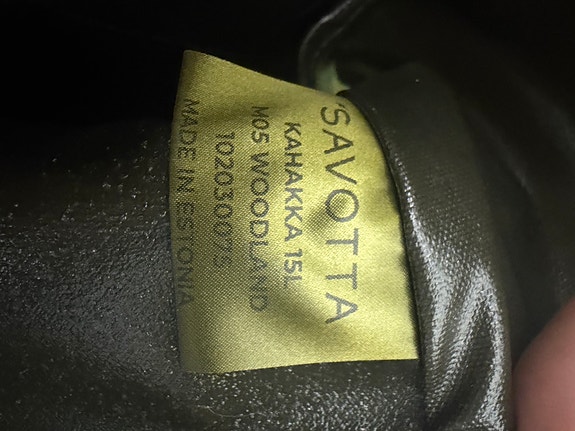 SAVOTTA
KAHAKKA 15L
M05 WOODLAND
102030075
MADE IN ESTONIA